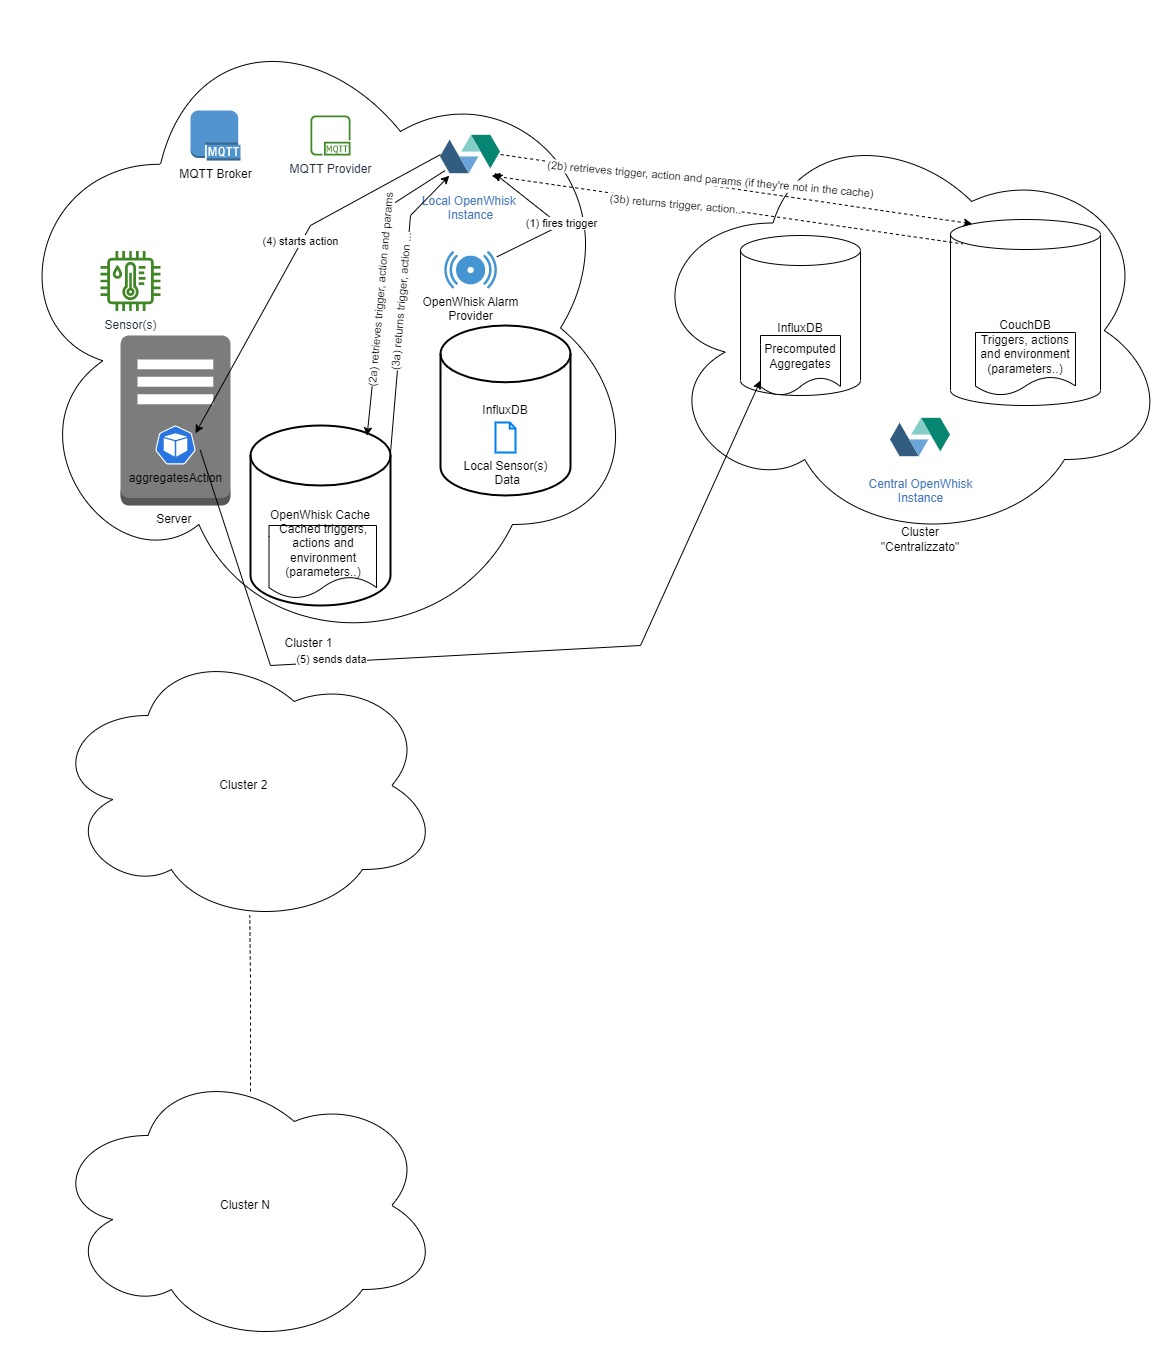 MQTT
MQTT Broker
MQTT
MQTT Provider
Local OpenWhisk
Instance
(2b) retrieves trigger, action and params (if they're not in the cache)
(3b) returns trigger, action..
(1) fires trigger
(4) starts action
(2a) retrieves trigger, action and params
(3a) returns trigger, action ...
OpenWhisk Alarm
Provider
Sensor(s)
InfluxDB
Local Sensor(s)
Data
aggregatesAction
Server
OpenWhisk Cache
Cached triggers,
actions and
environment
(parameters..)
InfluxDB
Precomputed
Aggregates
CouchDB
Triggers, actions
and environment
(parameters..)
Central OpenWhisk
Instance
Cluster
"Centralizzato"
Cluster 1
(5) sends data
Cluster 2
Cluster N